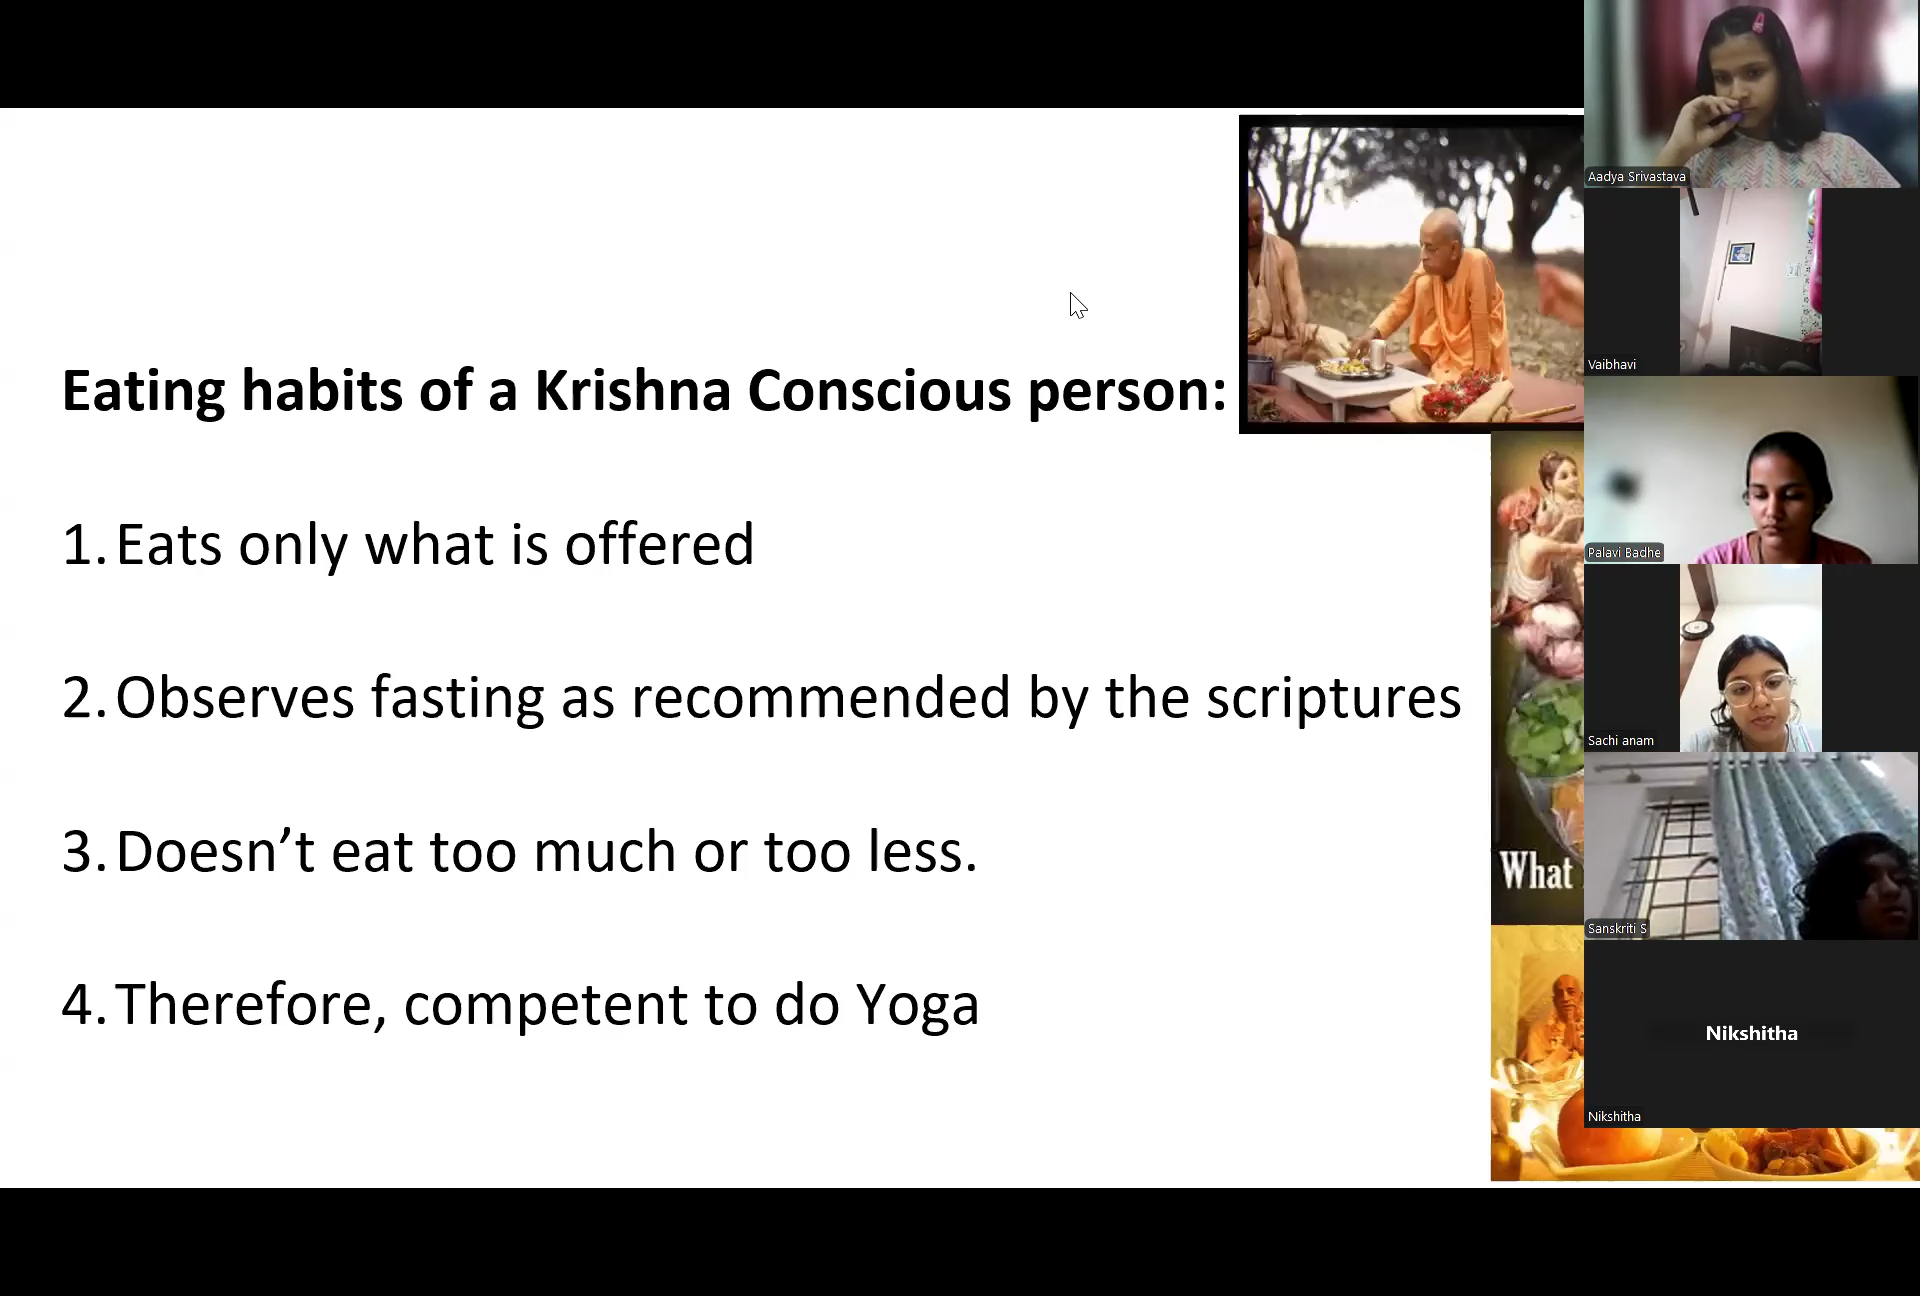 Eating habits of a Krishna Conscious person:
1. Eats only what is offered
2. Observes fasting as recommended by the scriptures
3. Doesn’t eat too much or too less.
4. Therefore, competent to do Yoga
What
Aadya Srivastava
Vaibhavi
Palavi Badhe
Sachi anam
Sanskriti S
Nikshitha
Nikshitha